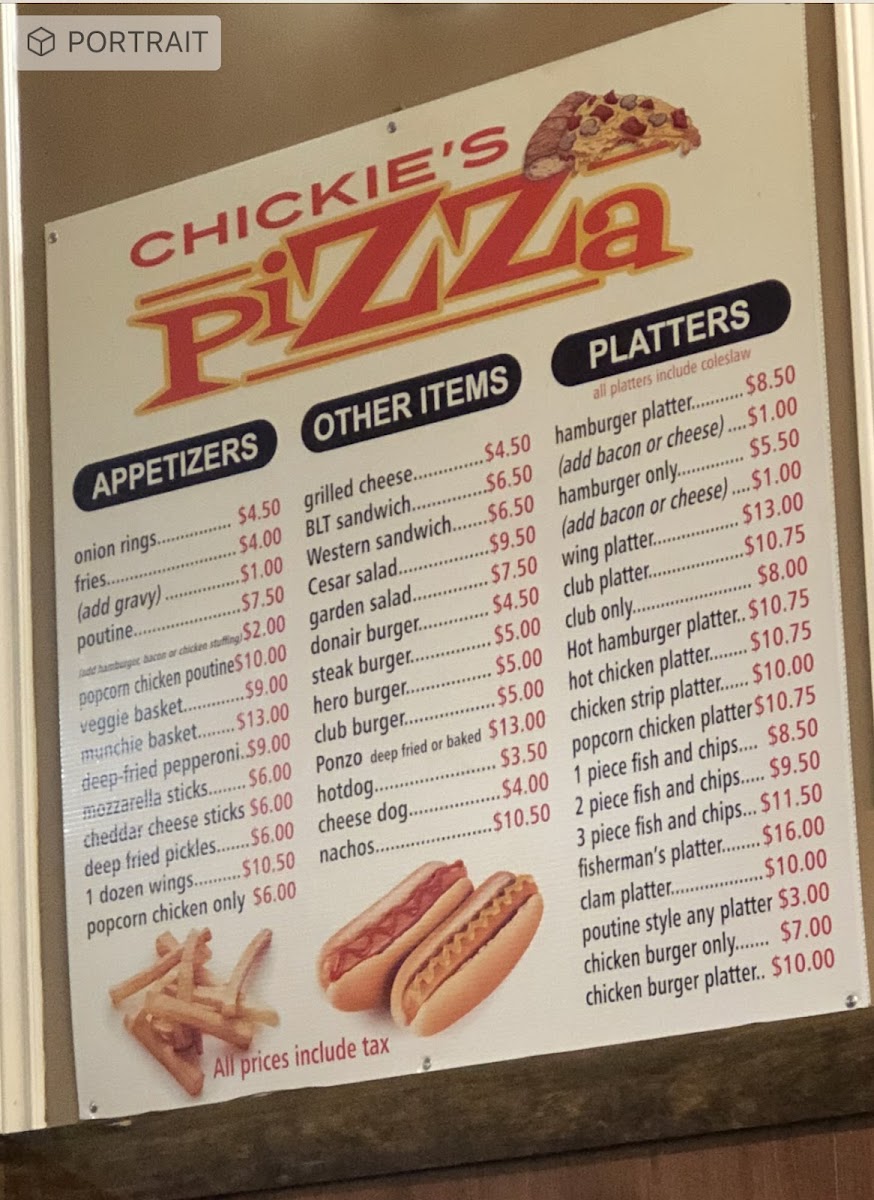 PORTRAIT
CHICKIE'S
PiZZa
APPETIZERS
onion rings................ $4.50
fries............................ $4.00
(add gravy) ................ $1.00
poutine....................... $7.50
(add hamburger, bacon or chicken stuffing) $2.00
popcorn chicken poutine $10.00
veggie basket............. $9.00
munchie basket........ $13.00
deep-fried pepperoni.. $9.00
mozzarella sticks........ $6.00
cheddar cheese sticks $6.00
deep fried pickles....... $6.00
1 dozen wings.......... $10.50
popcorn chicken only $6.00
OTHER ITEMS
grilled cheese............... $4.50
BLT sandwich................ $6.50
Western sandwich....... $6.50
Cesar salad................... $9.50
garden salad................ $7.50
donair burger............... $4.50
steak burger................. $5.00
hero burger................... $5.00
club burger.................... $5.00
Ponzo deep fried or baked $13.00
hotdog.......................... $3.50
cheese dog................... $4.00
nachos......................... $10.50
PLATTERS
all platters include coleslaw
hamburger platter........... $8.50
(add bacon or cheese) .... $1.00
hamburger only.............. $5.50
(add bacon or cheese) .... $1.00
wing platter.................. $13.00
club platter................... $10.75
club only......................... $8.00
Hot hamburger platter.. $10.75
hot chicken platter........ $10.75
chicken strip platter...... $10.00
popcorn chicken platter $10.75
1 piece fish and chips.... $8.50
2 piece fish and chips..... $9.50
3 piece fish and chips... $11.50
fisherman's platter........ $16.00
clam platter................... $10.00
poutine style any platter $3.00
chicken burger only....... $7.00
chicken burger platter.. $10.00
All prices include tax